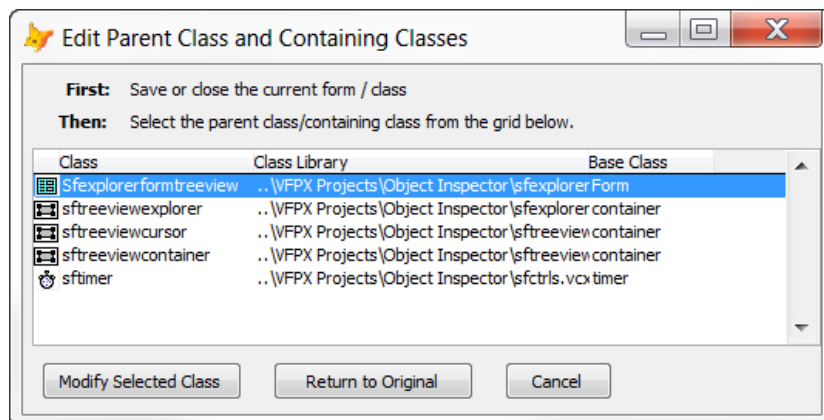 Edit Parent Class and Containing Classes
First: Save or close the current form / class
Then: Select the parent class/containing class from the grid below.
Class Class Library Base Class
Sfexplorerformtreeview ..\VFPX Projects\Object Inspector\sfexplorer Form
sftreeviewexplorer ..\VFPX Projects\Object Inspector\sfexplorer container
sftreeviewcursor ..\VFPX Projects\Object Inspector\sftreeview container
sftreeviewcontainer ..\VFPX Projects\Object Inspector\sftreeview container
sftimer ..\VFPX Projects\Object Inspector\sfctrls.vcx timer
Modify Selected Class Return to Original Cancel